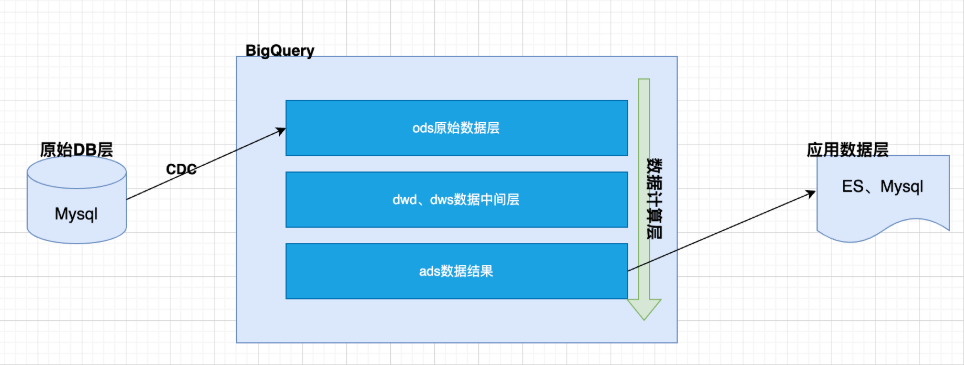 BigQuery
原始DB层
Mysql
CDC
ods原始数据层
dwd、dws数据中间层
ads数据结果
数据计算层
应用数据层
ES、Mysql